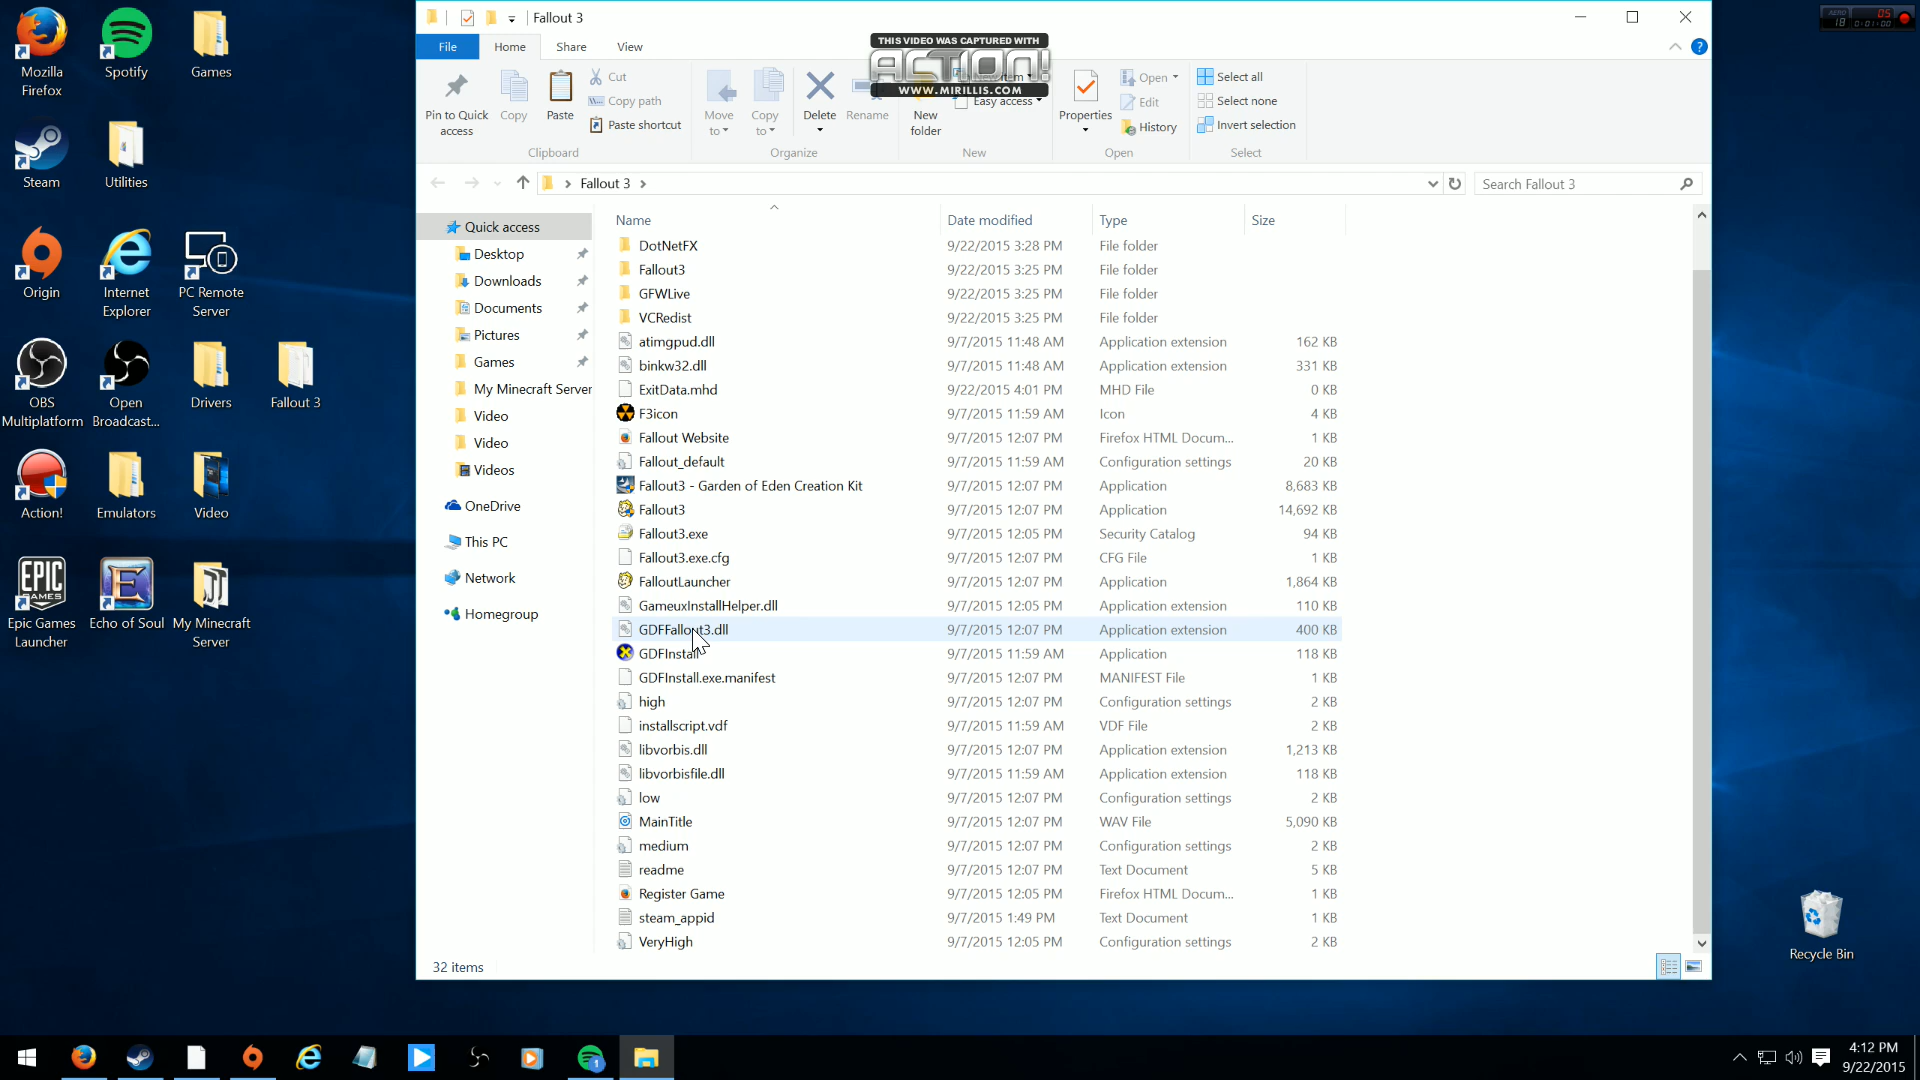 Fallout 3
File Home Share View
THIS VIDEO WAS CAPTURED WITH
ACTION!
WWW.MIRILLIS.COM
AERO 18 05 0:01:00
Pin to Quick access
Copy
Paste
Cut
Copy path
Paste shortcut
Move to
Copy to
Delete
Rename
New folder
New item
Easy access
Properties
Open
Edit
History
Select all
Select none
Invert selection
Clipboard Organize New Open Select
Fallout 3
Search Fallout 3
Quick access
Desktop
Downloads
Documents
Pictures
Games
My Minecraft Server
Video
Video
Videos
OneDrive
This PC
Network
Homegroup
Name Date modified Type Size
DotNetFX 9/22/2015 3:28 PM File folder
Fallout3 9/22/2015 3:25 PM File folder
GFWLive 9/22/2015 3:25 PM File folder
VCRedist 9/22/2015 3:25 PM File folder
atimgpud.dll 9/7/2015 11:48 AM Application extension 162 KB
binkw32.dll 9/7/2015 11:48 AM Application extension 331 KB
ExitData.mhd 9/22/2015 4:01 PM MHD File 0 KB
F3icon 9/7/2015 11:59 AM Icon 4 KB
Fallout Website 9/7/2015 12:07 PM Firefox HTML Docum... 1 KB
Fallout_default 9/7/2015 11:59 AM Configuration settings 20 KB
Fallout3 - Garden of Eden Creation Kit 9/7/2015 12:07 PM Application 8,683 KB
Fallout3 9/7/2015 12:07 PM Application 14,692 KB
Fallout3.exe 9/7/2015 12:05 PM Security Catalog 94 KB
Fallout3.exe.cfg 9/7/2015 12:07 PM CFG File 1 KB
FalloutLauncher 9/7/2015 12:07 PM Application 1,864 KB
GameuxInstallHelper.dll 9/7/2015 12:05 PM Application extension 110 KB
GDFFallout3.dll 9/7/2015 12:07 PM Application extension 400 KB
GDFInstall 9/7/2015 11:59 AM Application 118 KB
GDFInstall.exe.manifest 9/7/2015 12:07 PM MANIFEST File 1 KB
high 9/7/2015 12:07 PM Configuration settings 2 KB
installscript.vdf 9/7/2015 11:59 AM VDF File 2 KB
libvorbis.dll 9/7/2015 12:07 PM Application extension 1,213 KB
libvorbisfile.dll 9/7/2015 11:59 AM Application extension 118 KB
low 9/7/2015 12:07 PM Configuration settings 2 KB
MainTitle 9/7/2015 12:07 PM WAV File 5,090 KB
medium 9/7/2015 12:07 PM Configuration settings 2 KB
readme 9/7/2015 12:07 PM Text Document 5 KB
Register Game 9/7/2015 12:05 PM Firefox HTML Docum... 1 KB
steam_appid 9/7/2015 1:49 PM Text Document 1 KB
VeryHigh 9/7/2015 12:05 PM Configuration settings 2 KB
32 items
Mozilla Firefox
Spotify
Games
Steam
Utilities
Origin
Internet Explorer
PC Remote Server
OBS Multiplatform
Open Broadcast...
Drivers
Fallout 3
Action!
Emulators
Video
EPIC GAMES
Epic Games Launcher
Echo of Soul
My Minecraft Server
Recycle Bin
1
4:12 PM
9/22/2015